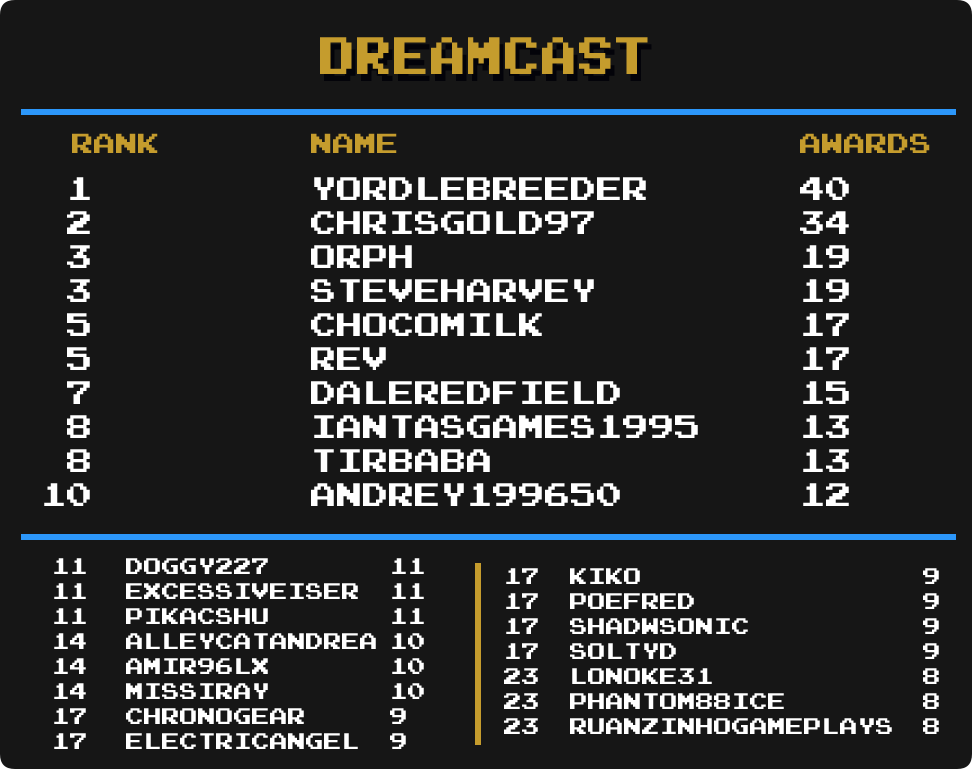 DREAMCAST
RANK NAME AWARDS
1 YORDLEBREEDER 40
2 CHRISGOLD97 34
3 ORPH 19
3 STEVEHARVEY 19
5 CHOCOMILK 17
5 REV 17
7 DALEREDFIELD 15
8 IANTASGAMES1995 13
8 TIRBABA 13
10 ANDREY199650 12
11 DOGGY227 11
11 EXCESSIVEISER 11
11 PIKACSHU 11
14 ALLEYCATANDREA 10
14 AMIR96LX 10
14 MISSIRAY 10
17 CHRONOGEAR 9
17 ELECTRICANGEL 9
17 KIKO 9
17 POEFRED 9
17 SHADWSONIC 9
17 SOLTYD 9
23 LONOKE31 8
23 PHANTOM88ICE 8
23 RUANZINHOGAMEPLAYS 8